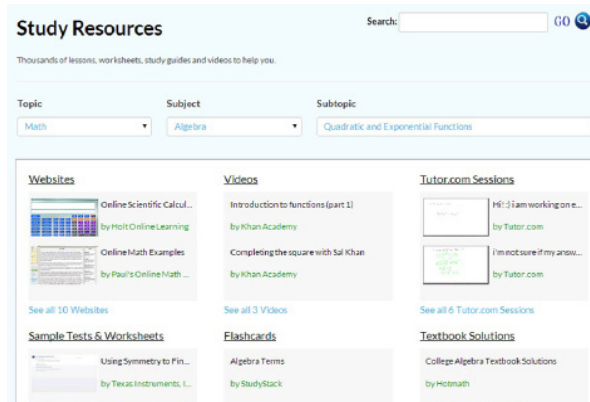 Study Resources
Search:
GO
Thousands of lessons, worksheets, study guides and videos to help you.
Topic
Subject
Subtopic
Math
Algebra
Quadratic and Exponential Functions
Websites
Online Scientific Calcul...
by Holt Online Learning
Online Math Examples
by Paul's Online Math ...
See all 10 Websites
Videos
Introduction to functions (part 1)
by Khan Academy
Completing the square with Sal Khan
by Khan Academy
See all 3 Videos
Tutor.com Sessions
Hi! :) i am working on e...
by Tutor.com
i'm not sure if my answ...
by Tutor.com
See all 6 Tutor.com Sessions
Sample Tests & Worksheets
Using Symmetry to Fin...
by Texas Instruments, I...
Flashcards
Algebra Terms
by StudyStack
Textbook Solutions
College Algebra Textbook Solutions
by Hotmath